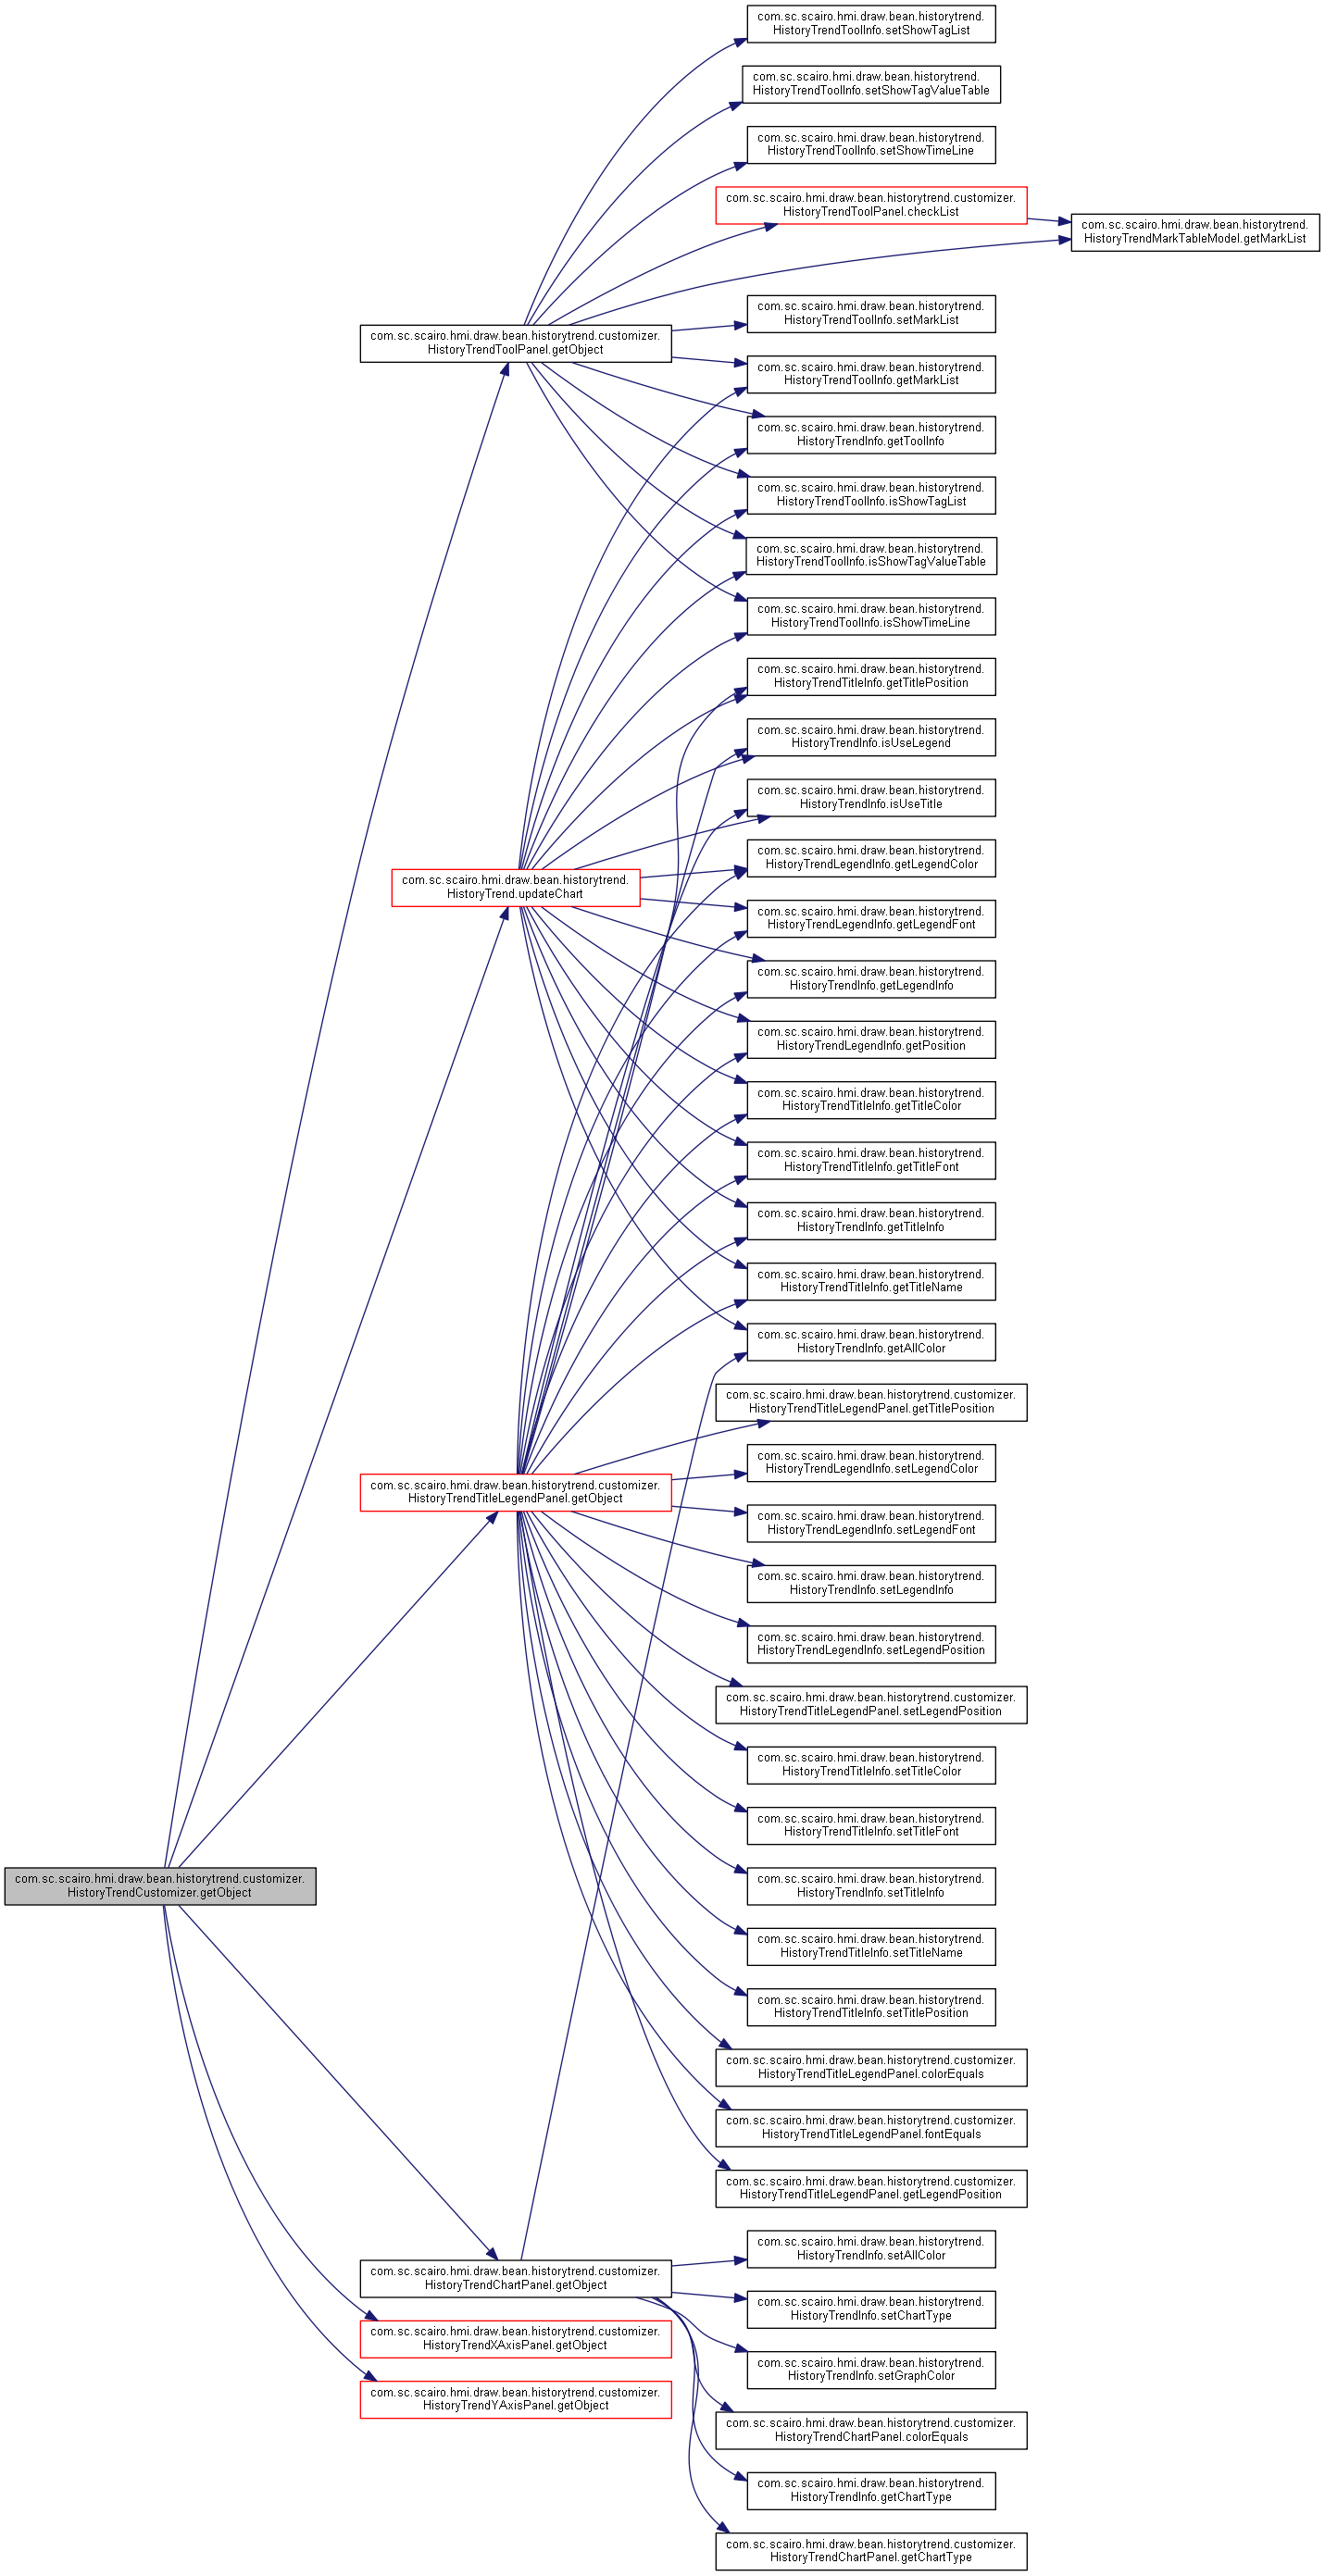 com.sc.scairo.hmi.draw.bean.historytrend.
HistoryTrendToolInfo.setShowTagList
com.sc.scairo.hmi.draw.bean.historytrend.
HistoryTrendToolInfo.setShowTagValueTable
com.sc.scairo.hmi.draw.bean.historytrend.
HistoryTrendToolInfo.setShowTimeLine
com.sc.scairo.hmi.draw.bean.historytrend.customizer.
HistoryTrendToolPanel.checkList
com.sc.scairo.hmi.draw.bean.historytrend.
HistoryTrendMarkTableModel.getMarkList
com.sc.scairo.hmi.draw.bean.historytrend.
HistoryTrendToolInfo.setMarkList
com.sc.scairo.hmi.draw.bean.historytrend.customizer.
HistoryTrendToolPanel.getObject
com.sc.scairo.hmi.draw.bean.historytrend.
HistoryTrendToolInfo.getMarkList
com.sc.scairo.hmi.draw.bean.historytrend.
HistoryTrendInfo.getToolInfo
com.sc.scairo.hmi.draw.bean.historytrend.
HistoryTrendToolInfo.isShowTagList
com.sc.scairo.hmi.draw.bean.historytrend.
HistoryTrendToolInfo.isShowTagValueTable
com.sc.scairo.hmi.draw.bean.historytrend.
HistoryTrendToolInfo.isShowTimeLine
com.sc.scairo.hmi.draw.bean.historytrend.
HistoryTrendTitleInfo.getTitlePosition
com.sc.scairo.hmi.draw.bean.historytrend.
HistoryTrendInfo.isUseLegend
com.sc.scairo.hmi.draw.bean.historytrend.
HistoryTrendInfo.isUseTitle
com.sc.scairo.hmi.draw.bean.historytrend.
HistoryTrendLegendInfo.getLegendColor
com.sc.scairo.hmi.draw.bean.historytrend.
HistoryTrend.updateChart
com.sc.scairo.hmi.draw.bean.historytrend.
HistoryTrendLegendInfo.getLegendFont
com.sc.scairo.hmi.draw.bean.historytrend.
HistoryTrendInfo.getLegendInfo
com.sc.scairo.hmi.draw.bean.historytrend.
HistoryTrendLegendInfo.getPosition
com.sc.scairo.hmi.draw.bean.historytrend.
HistoryTrendTitleInfo.getTitleColor
com.sc.scairo.hmi.draw.bean.historytrend.
HistoryTrendTitleInfo.getTitleFont
com.sc.scairo.hmi.draw.bean.historytrend.
HistoryTrendInfo.getTitleInfo
com.sc.scairo.hmi.draw.bean.historytrend.
HistoryTrendTitleInfo.getTitleName
com.sc.scairo.hmi.draw.bean.historytrend.
HistoryTrendInfo.getAllColor
com.sc.scairo.hmi.draw.bean.historytrend.customizer.
HistoryTrendTitleLegendPanel.getTitlePosition
com.sc.scairo.hmi.draw.bean.historytrend.
HistoryTrendLegendInfo.setLegendColor
com.sc.scairo.hmi.draw.bean.historytrend.customizer.
HistoryTrendTitleLegendPanel.getObject
com.sc.scairo.hmi.draw.bean.historytrend.
HistoryTrendLegendInfo.setLegendFont
com.sc.scairo.hmi.draw.bean.historytrend.
HistoryTrendInfo.setLegendInfo
com.sc.scairo.hmi.draw.bean.historytrend.
HistoryTrendLegendInfo.setLegendPosition
com.sc.scairo.hmi.draw.bean.historytrend.customizer.
HistoryTrendTitleLegendPanel.setLegendPosition
com.sc.scairo.hmi.draw.bean.historytrend.
HistoryTrendTitleInfo.setTitleColor
com.sc.scairo.hmi.draw.bean.historytrend.
HistoryTrendTitleInfo.setTitleFont
com.sc.scairo.hmi.draw.bean.historytrend.customizer.
HistoryTrendCustomizer.getObject
com.sc.scairo.hmi.draw.bean.historytrend.
HistoryTrendInfo.setTitleInfo
com.sc.scairo.hmi.draw.bean.historytrend.
HistoryTrendTitleInfo.setTitleName
com.sc.scairo.hmi.draw.bean.historytrend.
HistoryTrendTitleInfo.setTitlePosition
com.sc.scairo.hmi.draw.bean.historytrend.customizer.
HistoryTrendTitleLegendPanel.colorEquals
com.sc.scairo.hmi.draw.bean.historytrend.customizer.
HistoryTrendTitleLegendPanel.fontEquals
com.sc.scairo.hmi.draw.bean.historytrend.customizer.
HistoryTrendTitleLegendPanel.getLegendPosition
com.sc.scairo.hmi.draw.bean.historytrend.
HistoryTrendInfo.setAllColor
com.sc.scairo.hmi.draw.bean.historytrend.customizer.
HistoryTrendChartPanel.getObject
com.sc.scairo.hmi.draw.bean.historytrend.
HistoryTrendInfo.setChartType
com.sc.scairo.hmi.draw.bean.historytrend.customizer.
HistoryTrendXAxisPanel.getObject
com.sc.scairo.hmi.draw.bean.historytrend.
HistoryTrendInfo.setGraphColor
com.sc.scairo.hmi.draw.bean.historytrend.customizer.
HistoryTrendYAxisPanel.getObject
com.sc.scairo.hmi.draw.bean.historytrend.customizer.
HistoryTrendChartPanel.colorEquals
com.sc.scairo.hmi.draw.bean.historytrend.
HistoryTrendInfo.getChartType
com.sc.scairo.hmi.draw.bean.historytrend.customizer.
HistoryTrendChartPanel.getChartType